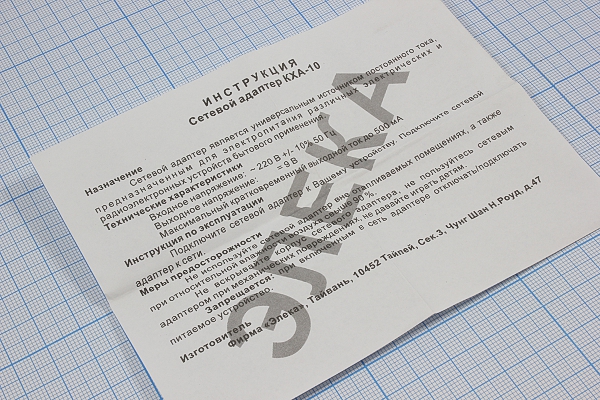 ИНСТРУКЦИЯ
Сетевой адаптер КХА-10
Назначение
Сетевой адаптер является универсальным источником постоянного тока,
предназначенным для электропитания различных электрических и
радиоэлектронных устройств бытового применения.
Технические характеристики
Входное напряжение: ~220 В +/- 10% 50 Гц
Выходное напряжение: = 9 В
Максимальный кратковременный выходной ток до 500 мА
Инструкция по эксплуатации
Подключите сетевой адаптер к Вашему устройству. Подключите сетевой
адаптер к сети.
Меры предосторожности
Не используйте сетевой адаптер вне отапливаемых помещениях, а также
при относительной влажности воздуха свыше 90%.
Не вскрывайте корпус сетевого адаптера, не пользуйтесь сетевым
адаптером при механических повреждениях, не давайте играть детям.
Запрещается: при включенным в сеть адаптере отключать/подключать
питаемое устройство.
Изготовитель
Фирма «Элека», Тайвань, 10452 Тайпей, Сек.3, Чунг Шан Н.Роуд, д.47
ЭЛЕКА